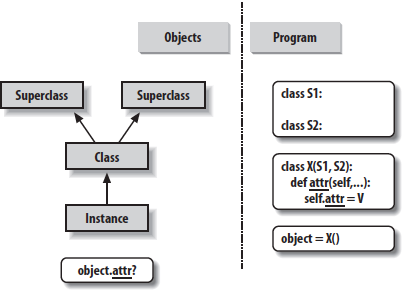 Objects
Program
Superclass
Superclass
Class
Instance
object.attr?
class S1:
class S2:
class X(S1, S2):
def attr(self,...):
self.attr = V
object = X()